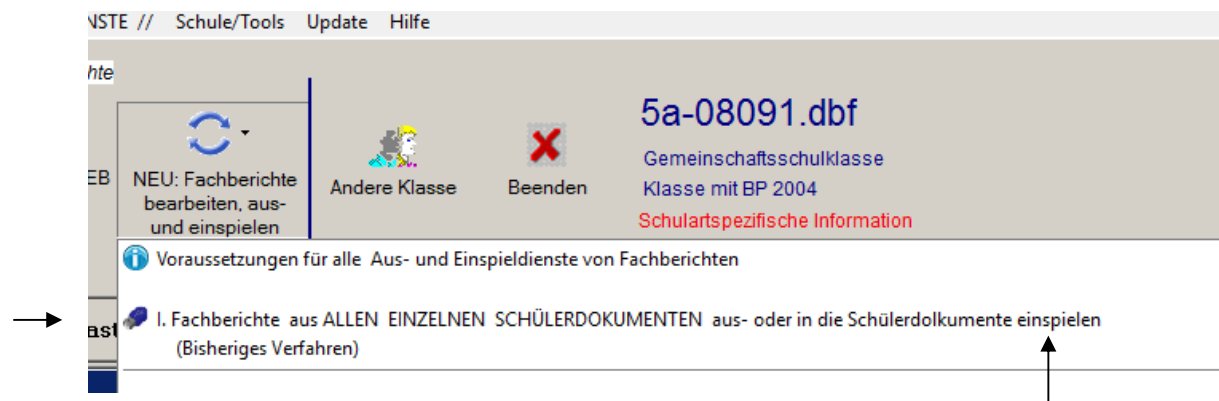 NSTE // Schule/Tools Update Hilfe
hte
5a-08091.dbf
Gemeinschaftsschulklasse
EB NEU: Fachberichte Andere Klasse Beenden Klasse mit BP 2004
bearbeiten, aus-
und einspielen Schulartspezifische Information
Voraussetzungen für alle Aus- und Einspieldienste von Fachberichten
ast I. Fachberichte aus ALLEN EINZELNEN SCHÜLERDOKUMENTEN aus- oder in die Schülerdolkumente einspielen
(Bisheriges Verfahren)